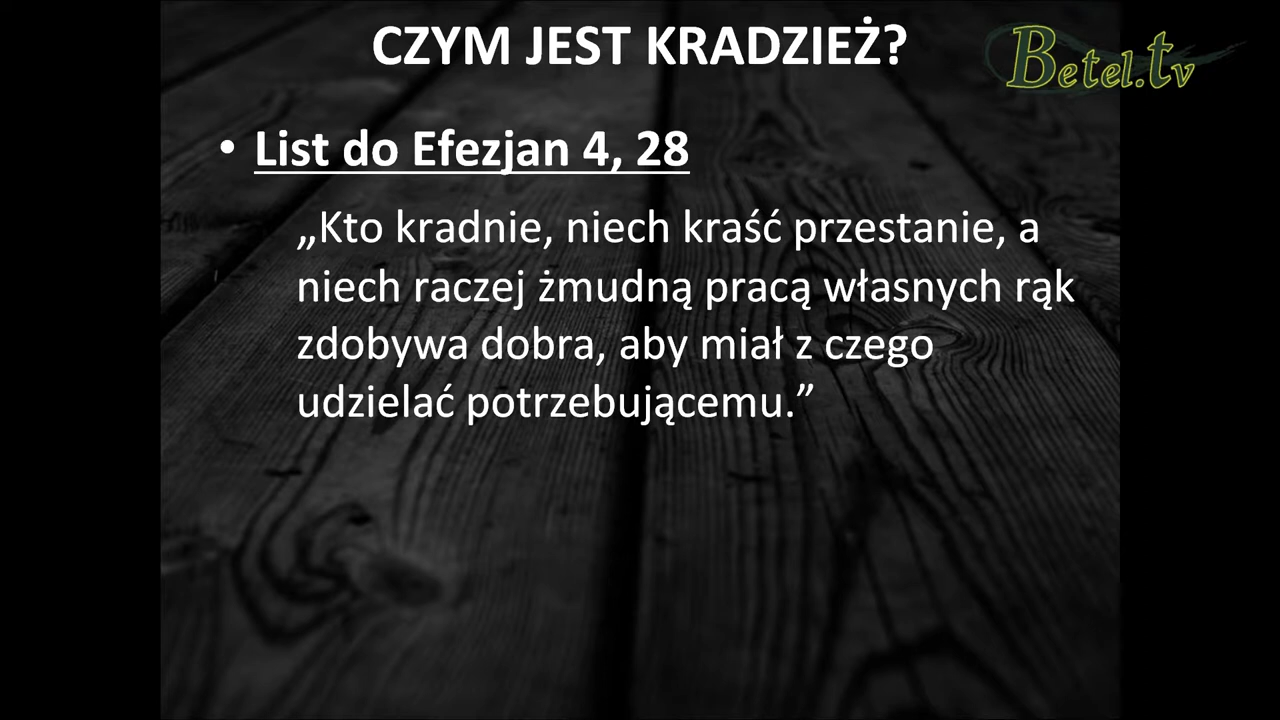 CZYM JEST KRADZIEŻ?
Betel.tv
• List do Efezjan 4, 28
„Kto kradnie, niech kraść przestanie, a
niech raczej żmudną pracą własnych rąk
zdobywa dobra, aby miał z czego
udzielać potrzebującemu.”